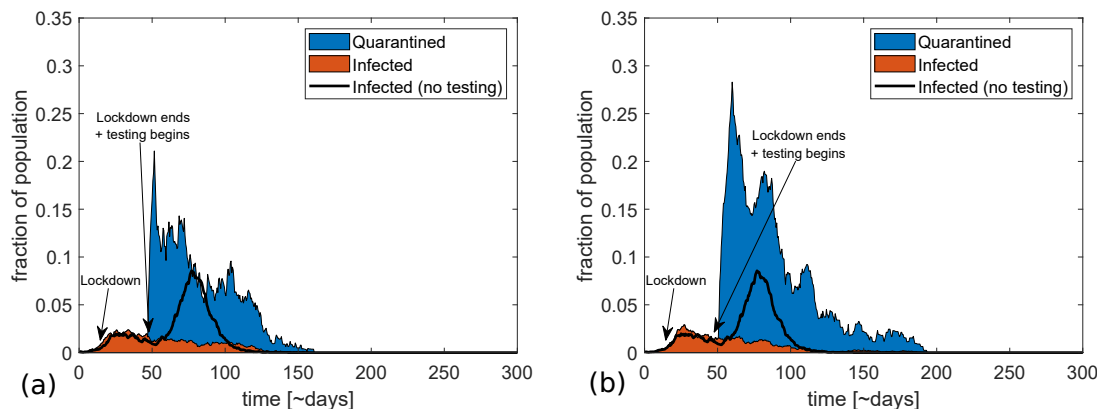 0.35
0.3
0.25
0.2
0.15
0.1
0.05
0
fraction of population
Quarantined
Infected
Infected (no testing)
Lockdown ends
+ testing begins
Lockdown
0 50 100 150 200 250 300
time [~days]
(a)
0.35
0.3
0.25
0.2
0.15
0.1
0.05
0
fraction of population
Quarantined
Infected
Infected (no testing)
Lockdown ends
+ testing begins
Lockdown
0 50 100 150 200 250 300
time [~days]
(b)